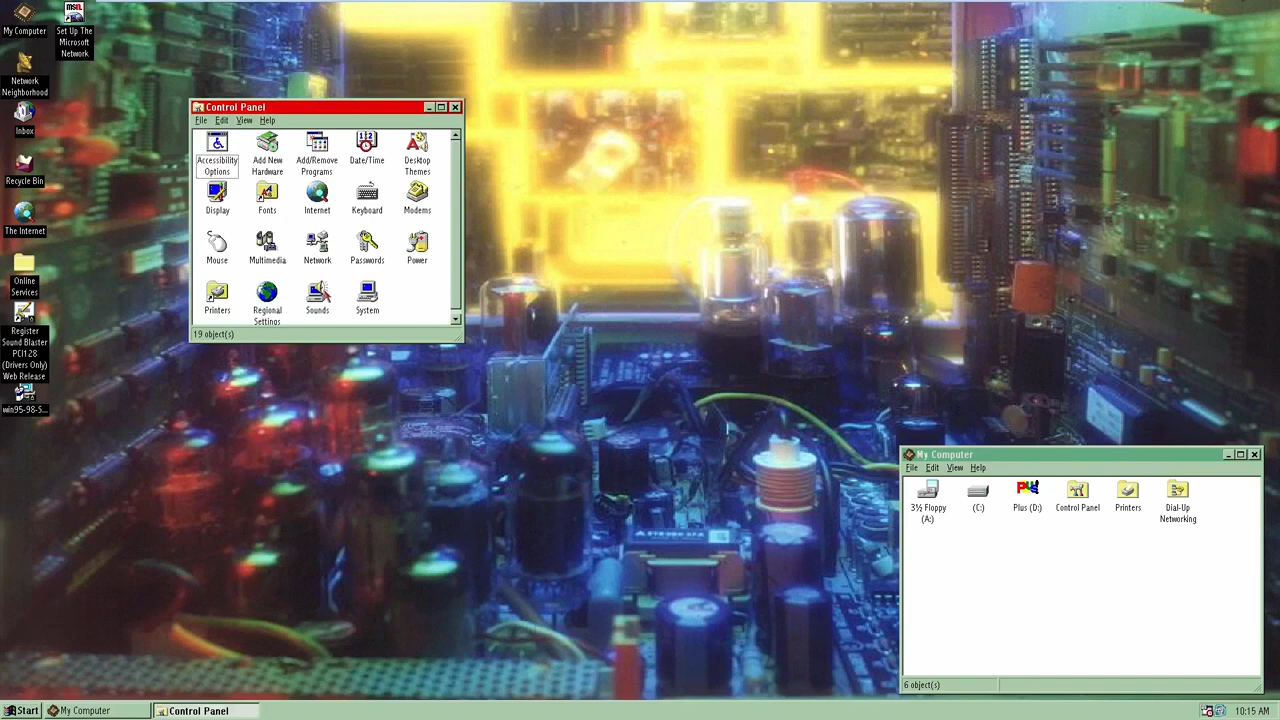 My Computer
Network
Neighborhood
Inbox
Recycle Bin
The Internet
Online
Services
Register
Sound Blaster
PCI128
(Drivers Only)
Web Release
win95-98-S...
Set Up The
Microsoft
Network
Control Panel
File Edit View Help
Accessibility
Options
Add New
Hardware
Add/Remove
Programs
Date/Time
Desktop
Themes
Display
Fonts
Internet
Keyboard
Modems
Mouse
Multimedia
Network
Passwords
Power
Printers
Regional
Settings
Sounds
System
19 object(s)
My Computer
File Edit View Help
3½ Floppy
(A:)
(C:)
Plus (D:)
Control Panel
Printers
Dial-Up
Networking
6 object(s)
Start
My Computer
Control Panel
10:15 AM